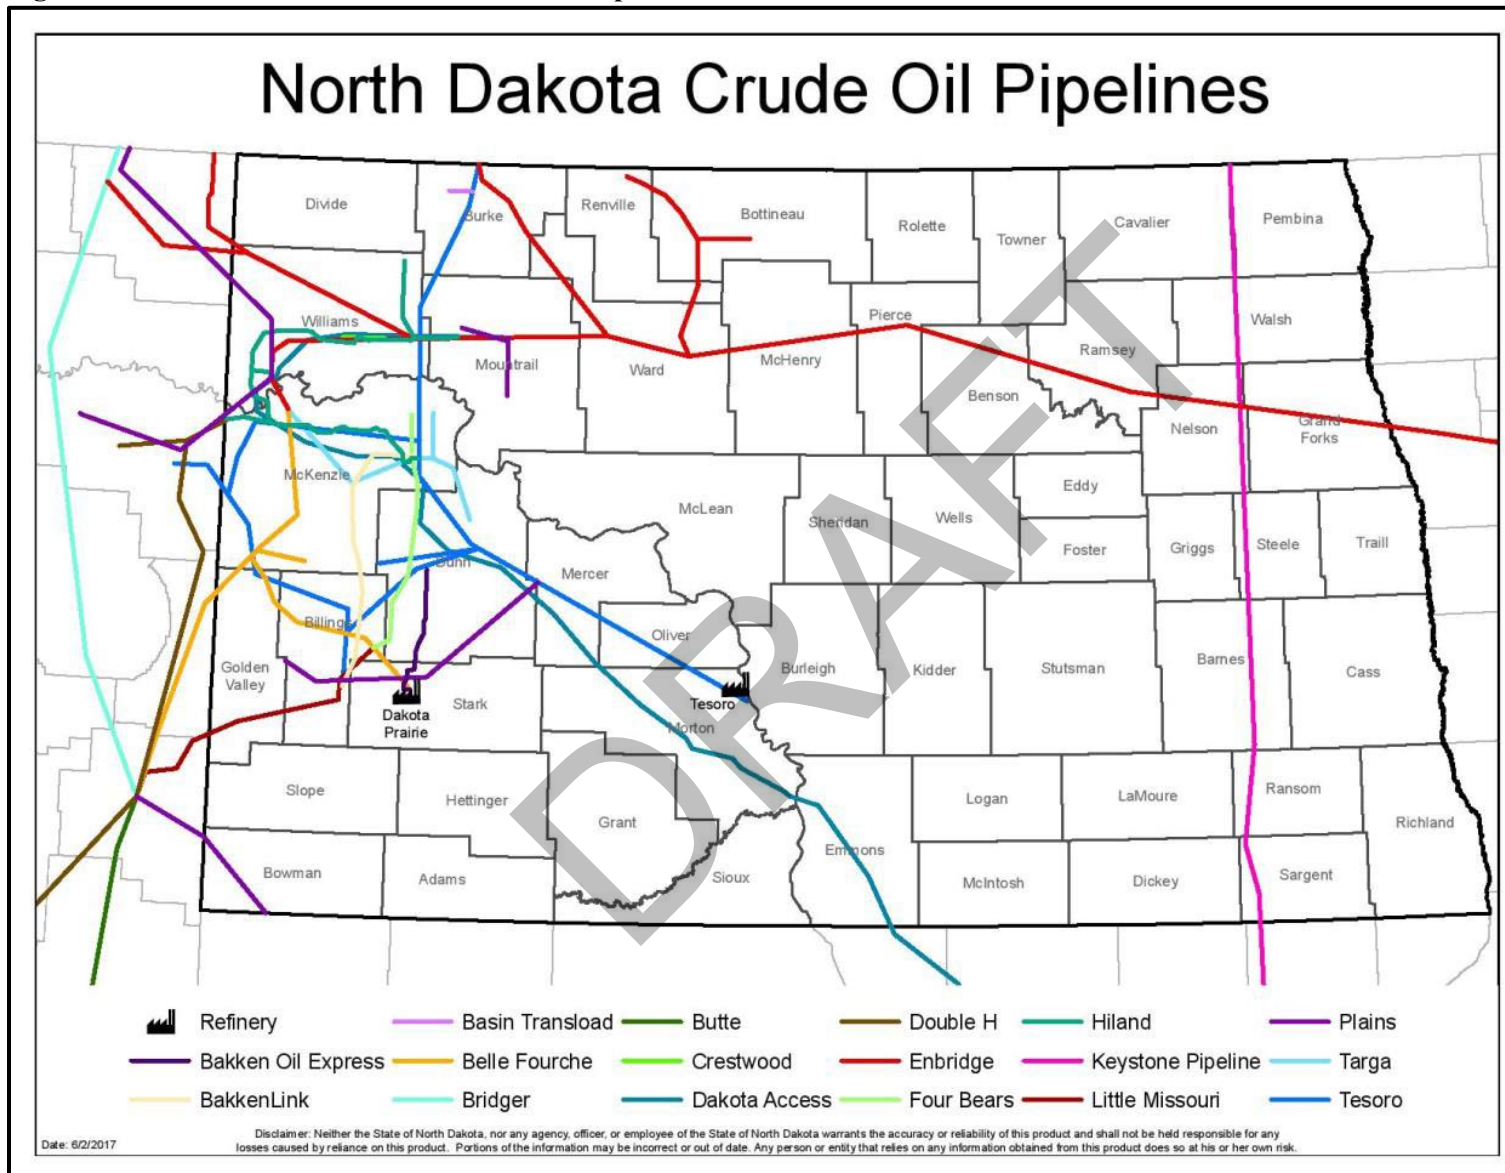 North Dakota Crude Oil Pipelines
Divide
Burke
Renville
Bottineau
Rolette
Towner
Cavalier
Pembina
Williams
Mountrail
Ward
McHenry
Pierce
Benson
Ramsey
Walsh
Nelson
Grand
Forks
McKenzie
McLean
Sheridan
Wells
Eddy
Foster
Griggs
Steele
Traill
Dunn
Mercer
Oliver
Billings
Golden
Valley
Stark
Dakota
Prairie
Tesoro
Morton
Burleigh
Kidder
Stutsman
Barnes
Cass
Slope
Hettinger
Grant
Logan
LaMoure
Ransom
Richland
Bowman
Adams
Sioux
Emmons
McIntosh
Dickey
Sargent
DRAFT
Refinery
Basin Transload
Butte
Double H
Hiland
Plains
Bakken Oil Express
Belle Fourche
Crestwood
Enbridge
Keystone Pipeline
Targa
BakkenLink
Bridger
Dakota Access
Four Bears
Little Missouri
Tesoro
Date: 6/2/2017
Disclaimer: Neither the State of North Dakota, nor any agency, officer, or employee of the State of North Dakota warrants the accuracy or reliability of this product and shall not be held responsible for any
losses caused by reliance on this product. Portions of the information may be incorrect or out of date. Any person or entity that relies on any information obtained from this product does so at his or her own risk.